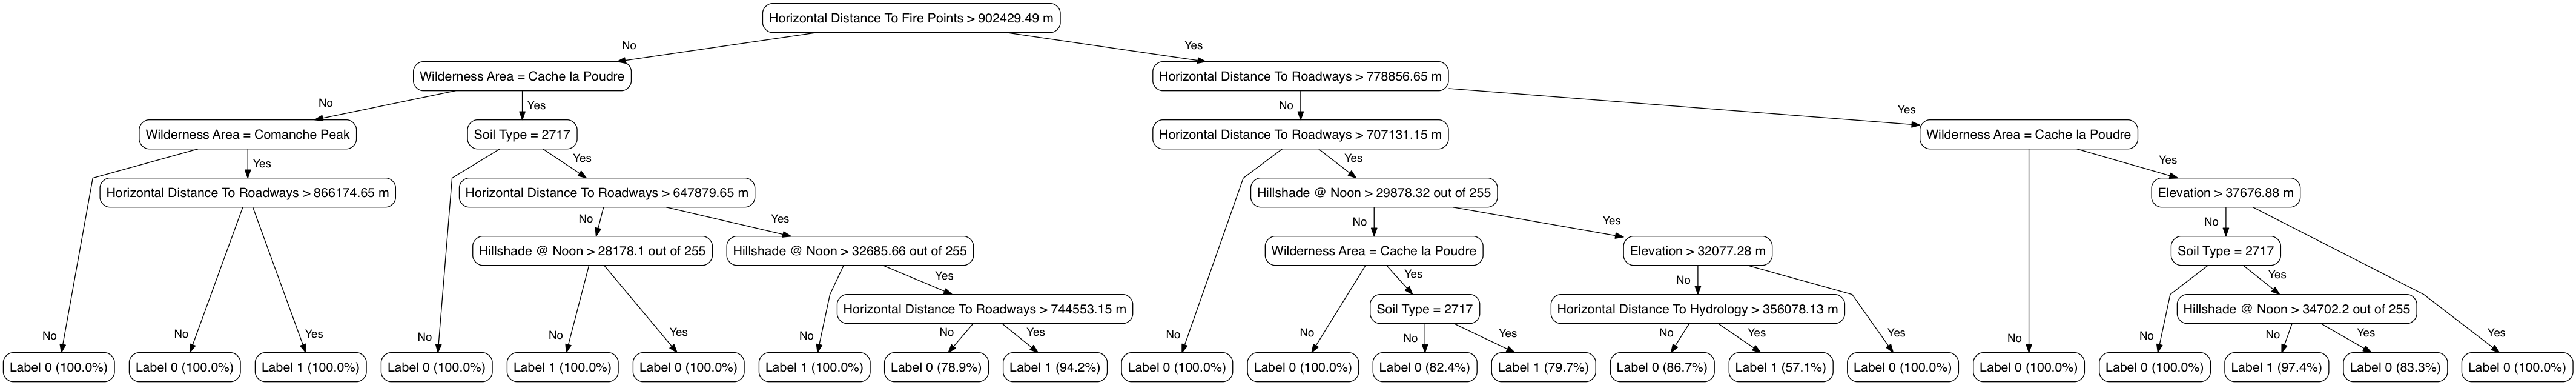 Horizontal Distance To Fire Points > 902429.49 m
No
Yes
Wilderness Area = Cache la Poudre
Horizontal Distance To Roadways > 778856.65 m
No
Yes
No
Yes
Wilderness Area = Comanche Peak
Soil Type = 2717
Horizontal Distance To Roadways > 707131.15 m
Wilderness Area = Cache la Poudre
Yes
Yes
Yes
Yes
Horizontal Distance To Roadways > 866174.65 m
Horizontal Distance To Roadways > 647879.65 m
Hillshade @ Noon > 29878.32 out of 255
Elevation > 37676.88 m
No
Yes
No
Yes
No
Hillshade @ Noon > 28178.1 out of 255
Hillshade @ Noon > 32685.66 out of 255
Wilderness Area = Cache la Poudre
Elevation > 32077.28 m
Soil Type = 2717
Yes
Yes
No
Yes
Horizontal Distance To Roadways > 744553.15 m
Soil Type = 2717
Horizontal Distance To Hydrology > 356078.13 m
Hillshade @ Noon > 34702.2 out of 255
No
No
Yes
No
No
Yes
No
No
Yes
No
No
No
Yes
No
Yes
Yes
No
No
No
Yes
Yes
Label 0 (100.0%)
Label 0 (100.0%)
Label 1 (100.0%)
Label 0 (100.0%)
Label 1 (100.0%)
Label 0 (100.0%)
Label 1 (100.0%)
Label 0 (78.9%)
Label 1 (94.2%)
Label 0 (100.0%)
Label 0 (100.0%)
Label 0 (82.4%)
Label 1 (79.7%)
Label 0 (86.7%)
Label 1 (57.1%)
Label 0 (100.0%)
Label 0 (100.0%)
Label 0 (100.0%)
Label 1 (97.4%)
Label 0 (83.3%)
Label 0 (100.0%)